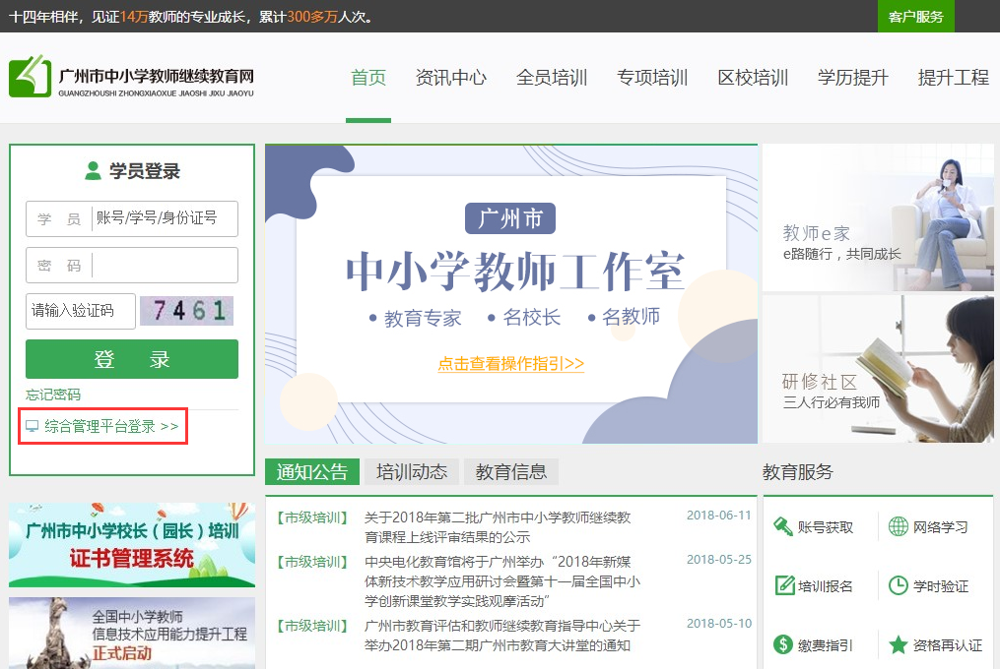 十四年相伴，见证14万教师的专业成长，累计300多万人次。
客户服务
广州市中小学教师继续教育网
GUANGZHOUSHI ZHONGXIAOXUE JIAOSHI JIXU JIAOYU
首页 资讯中心 全员培训 专项培训 区校培训 学历提升 提升工程
学员登录
学 员 账号/学号/身份证号
密 码
请输入验证码 7461
登 录
忘记密码
综合管理平台登录 >>
广州市中小学校长（园长）培训
证书管理系统
全国中小学教师
信息技术应用能力提升工程
正式启动
广州市
中小学教师工作室
• 教育专家 • 名校长 • 名教师
点击查看操作指引>>
教师e家
e路随行，共同成长
研修社区
三人行必有我师
通知公告 培训动态 教育信息
【市级培训】 关于2018年第二批广州市中小学教师继续教 2018-06-11
育课程上线评审结果的公示
【市级培训】 中央电化教育馆将于广州举办“2018年新媒 2018-05-25
体新技术教学应用研讨会暨第十一届全国中小
学创新课堂教学实践观摩活动”
【市级培训】 广州市教育评估和教师继续教育指导中心关于 2018-05-10
举办2018年第二期广州市教育大讲堂的通知
教育服务
账号获取 网络学习
培训报名 学时验证
缴费指引 资格再认证